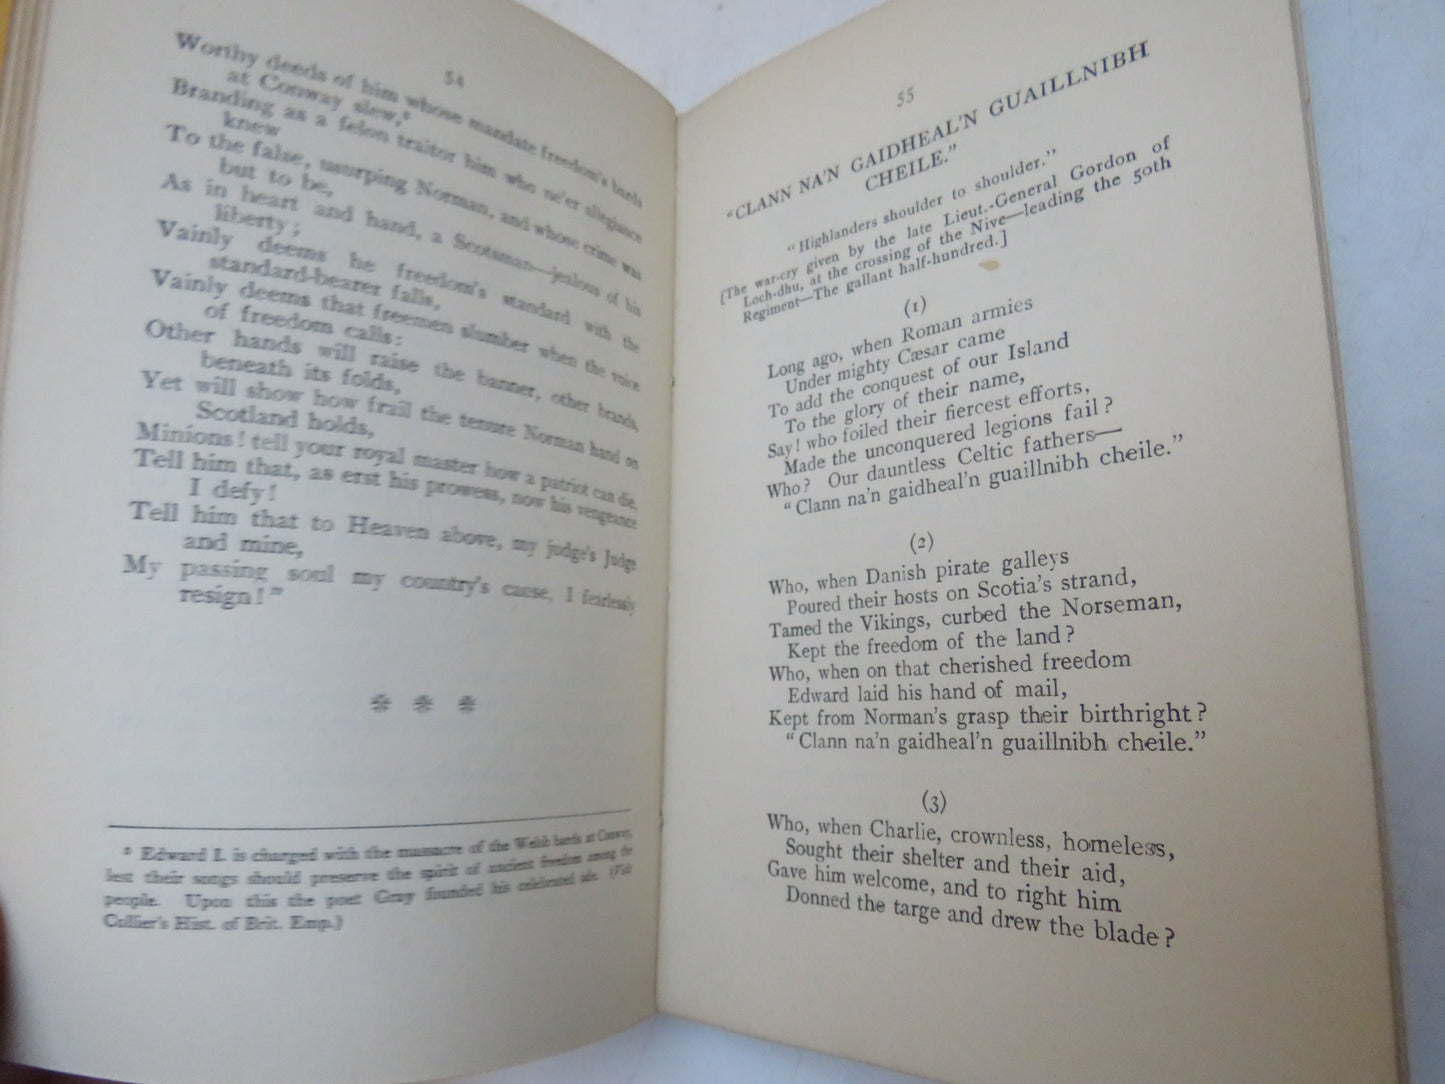 54
Worthy deeds of him whose mandate freedom's bards
at Conway slew,*
Branding as a felon traitor him who ne'er allegiance
knew
To the false, usurping Norman, and whose crime was
but to be,
As in heart and hand, a Scotsman—jealous of his
liberty;
Vainly deems he freedom's standard with the
standard-bearer falls,
Vainly deems that freemen slumber when the voice
of freedom calls:
Other hands will raise the banner, other brands,
beneath its folds,
Yet will show how frail the tenure Norman hand on
Scotland holds,
Minions! tell your royal master how a patriot can die,
Tell him that, as erst his prowess, now his vengeance
I defy!
Tell him that to Heaven above, my judge's Judge
and mine,
My passing soul my country's cause, I fearlessly
resign!"
* * *
* Edward I. is charged with the massacre of the Welsh bards at Conway,
lest their songs should preserve the spirit of ancient freedom among the
people. Upon this the poet Gray founded his celebrated ode. (Vide
Collier's Hist. of Brit. Emp.)
55
"CLANN NA'N GAIDHEAL'N GUAILLNIBH
CHEILE."
"Highlanders shoulder to shoulder."
[The war-cry given by the late Lieut.-General Gordon of
Loch-dhu, at the crossing of the Nive—leading the 50th
Regiment—The gallant half-hundred.]
(1)
Long ago, when Roman armies
Under mighty Cæsar came
To add the conquest of our Island
To the glory of their name,
Say! who foiled their fiercest efforts,
Made the unconquered legions fail?
Who? Our dauntless Celtic fathers—
"Clann na'n gaidheal'n guaillnibh cheile."
(2)
Who, when Danish pirate galleys
Poured their hosts on Scotia's strand,
Tamed the Vikings, curbed the Norseman,
Kept the freedom of the land?
Who, when on that cherished freedom
Edward laid his hand of mail,
Kept from Norman's grasp their birthright?
"Clann na'n gaidheal'n guaillnibh cheile."
(3)
Who, when Charlie, crownless, homeless,
Sought their shelter and their aid,
Gave him welcome, and to right him
Donned the targe and drew the blade?